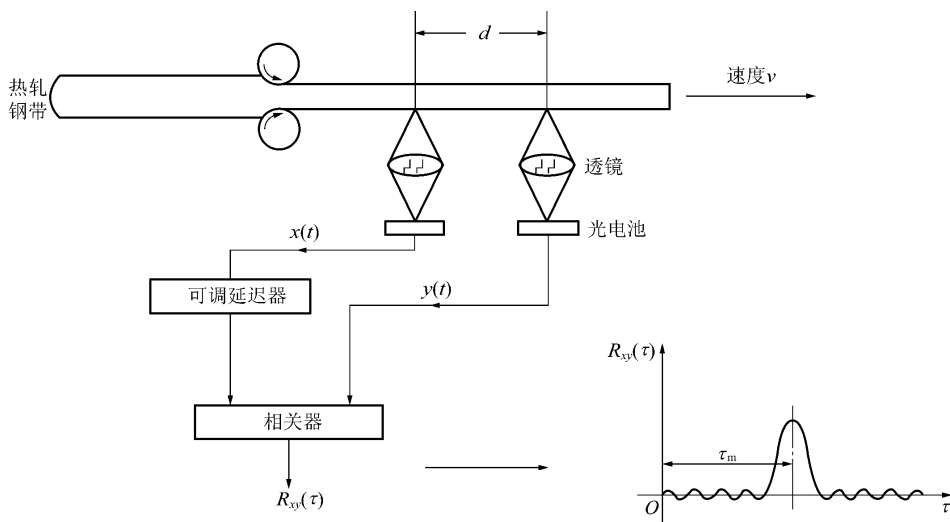 d
热轧
钢带
速度v
透镜
光电池
x(t)
可调延迟器
y(t)
相关器
Rxy(τ)
Rxy(τ)
τm
O
τ